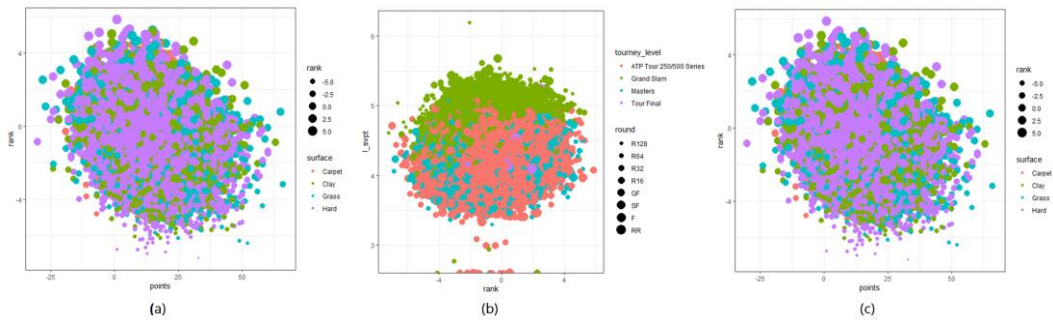 rank
4
0
-4
-25
0
25
50
points
rank
-5.0
-2.5
0.0
2.5
5.0
surface
Carpet
Clay
Grass
Hard
(a)
l_svrpt
6
5
4
3
-4
0
4
rank
tourney_level
ATP Tour 250/500 Series
Grand Slam
Masters
Tour Final
round
R128
R64
R32
R16
QF
SF
F
RR
(b)
rank
4
0
-4
-25
0
25
50
points
rank
-5.0
-2.5
0.0
2.5
5.0
surface
Carpet
Clay
Grass
Hard
(c)